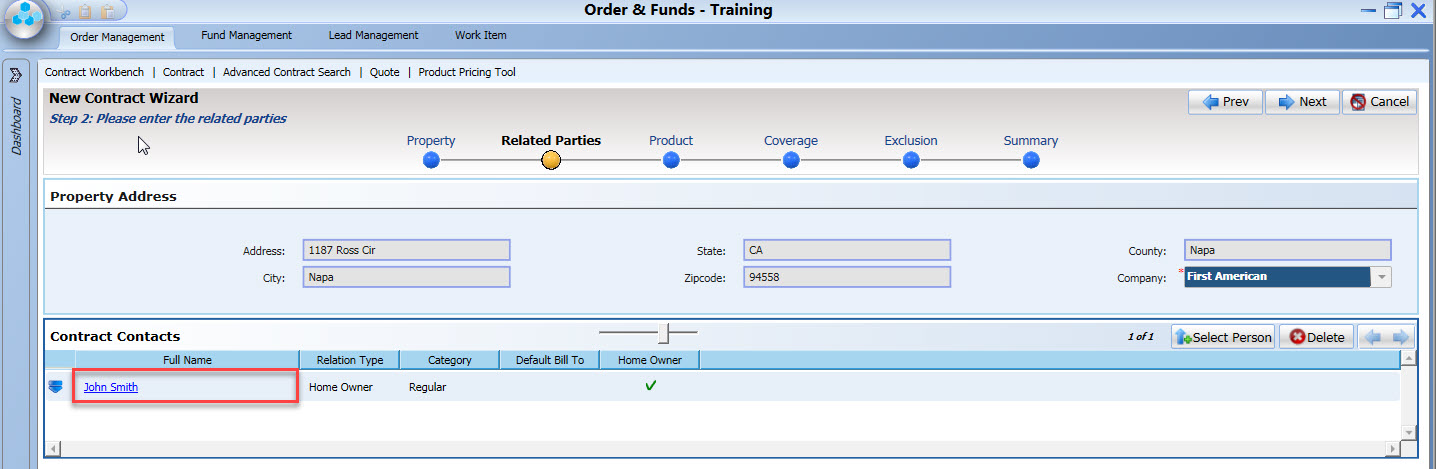 Order & Funds - Training
Order Management Fund Management Lead Management Work Item
Contract Workbench | Contract | Advanced Contract Search | Quote | Product Pricing Tool
Dashboard
New Contract Wizard
Prev Next Cancel
Step 2: Please enter the related parties
Property Related Parties Product Coverage Exclusion Summary
Property Address
Address: 1187 Ross Cir State: CA County: Napa
City: Napa Zipcode: 94558 Company: *First American
Contract Contacts 1 of 1 Select Person Delete
Full Name Relation Type Category Default Bill To Home Owner
John Smith Home Owner Regular